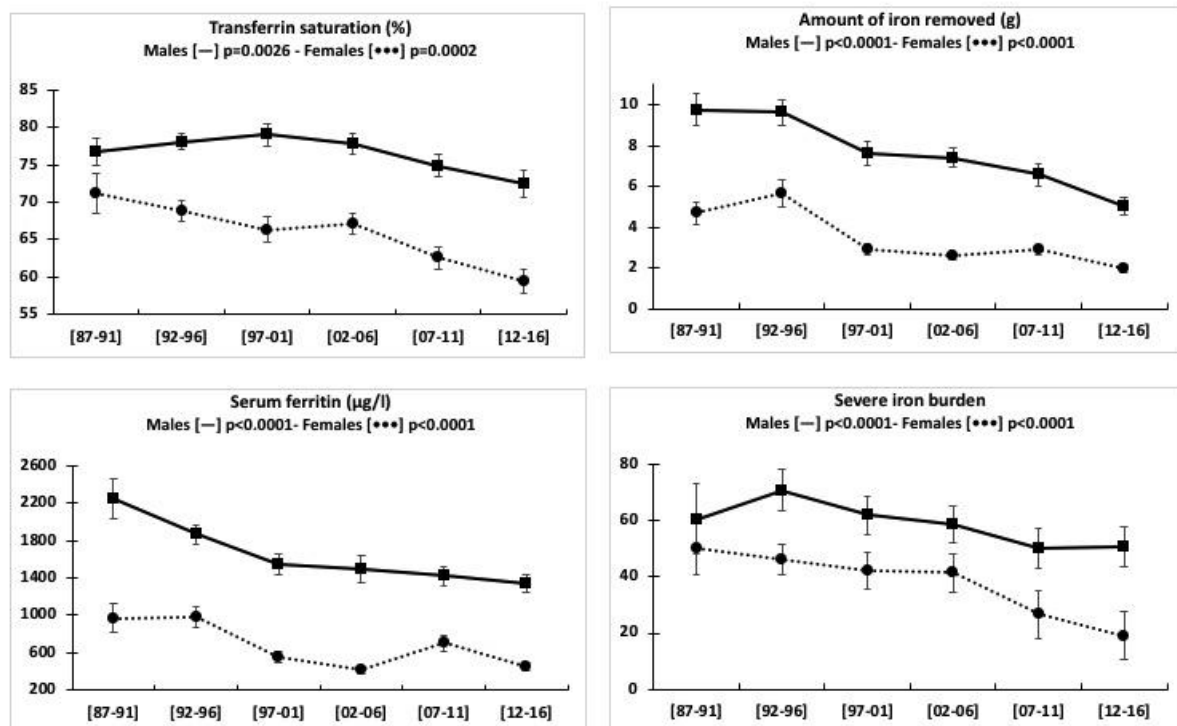 Transferrin saturation (%)
Males [—] p=0.0026 - Females [•••] p=0.0002
85
80
75
70
65
60
55
[87-91] [92-96] [97-01] [02-06] [07-11] [12-16]
Amount of iron removed (g)
Males [—] p<0.0001- Females [•••] p<0.0001
10
8
6
4
2
0
[87-91] [92-96] [97-01] [02-06] [07-11] [12-16]
Serum ferritin (µg/l)
Males [—] p<0.0001- Females [•••] p<0.0001
2600
2200
1800
1400
1000
600
200
[87-91] [92-96] [97-01] [02-06] [07-11] [12-16]
Severe iron burden
Males [—] p<0.0001- Females [•••] p<0.0001
80
60
40
20
0
[87-91] [92-96] [97-01] [02-06] [07-11] [12-16]